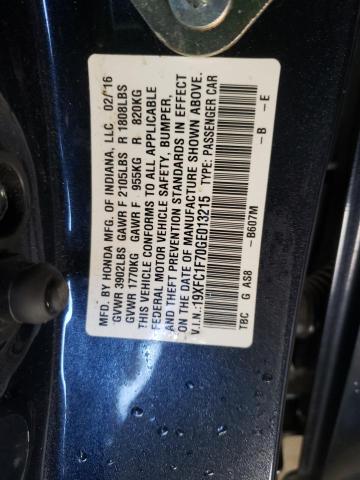 MFG. BY HONDA MFG. OF INDIANA, LLC 02/16
GVWR 3902LBS GAWR F 2105LBS R 1808LBS
GVWR 1770KG GAWR F 955KG R 820KG
THIS VEHICLE CONFORMS TO ALL APPLICABLE
FEDERAL MOTOR VEHICLE SAFETY, BUMPER,
AND THEFT PREVENTION STANDARDS IN EFFECT
ON THE DATE OF MANUFACTURE SHOWN ABOVE.
V.I.N.:19XFC1F70GE013215 TYPE: PASSENGER CAR
TBC G AS8 - B607M - B - E